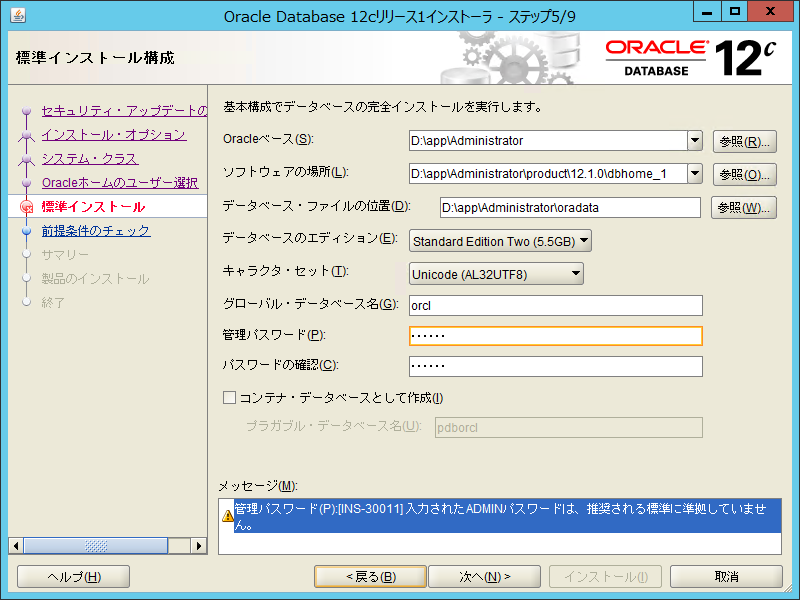 Oracle Database 12cリリース1インストーラ - ステップ5/9
標準インストール構成
ORACLE
DATABASE 12c
セキュリティ・アップデートの
インストール・オプション
システム・クラス
Oracleホームのユーザー選択
標準インストール
前提条件のチェック
サマリー
製品のインストール
終了
基本構成でデータベースの完全インストールを実行します。
Oracleベース(S): D:\app\Administrator 参照(R)...
ソフトウェアの場所(L): D:\app\Administrator\product\12.1.0\dbhome_1 参照(O)...
データベース・ファイルの位置(D): D:\app\Administrator\oradata 参照(W)...
データベースのエディション(E): Standard Edition Two (5.5GB)
キャラクタ・セット(T): Unicode (AL32UTF8)
グローバル・データベース名(G): orcl
管理パスワード(P): ••••••
パスワードの確認(C): ••••••
コンテナ・データベースとして作成(I)
プラガブル・データベース名(U): pdborcl
メッセージ(M):
管理パスワード(P):[INS-30011] 入力されたADMINパスワードは、推奨される標準に準拠していませ
ん。
ヘルプ(H) < 戻る(B) 次へ(N) > インストール(I) 取消